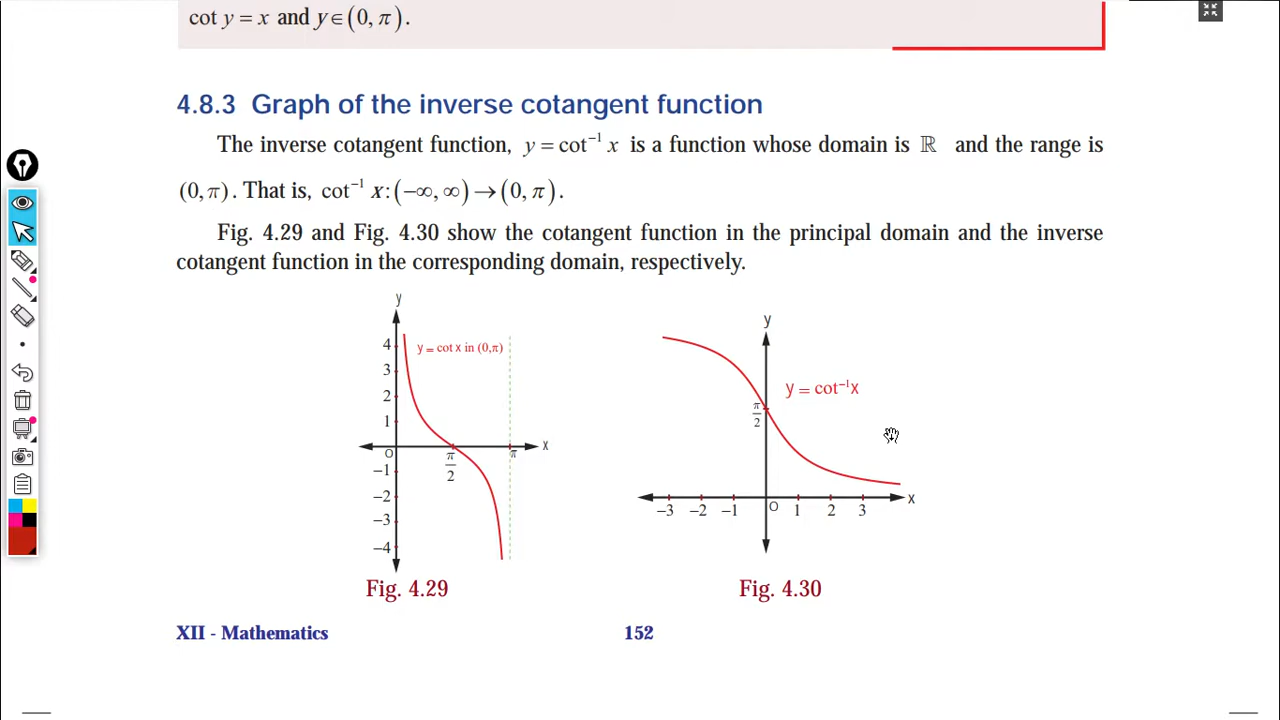 cot y = x and y ∈ (0, π).
4.8.3 Graph of the inverse cotangent function
The inverse cotangent function, y = cot⁻¹ x is a function whose domain is ℝ and the range is
(0, π). That is, cot⁻¹ x: (−∞, ∞) → (0, π).
Fig. 4.29 and Fig. 4.30 show the cotangent function in the principal domain and the inverse
cotangent function in the corresponding domain, respectively.
y
4
3
2
1
O
−1
−2
−3
−4
π/2
π
x
y = cot x in (0,π)
Fig. 4.29
y
y = cot⁻¹x
π/2
−3 −2 −1 O 1 2 3
x
Fig. 4.30
XII - Mathematics
152